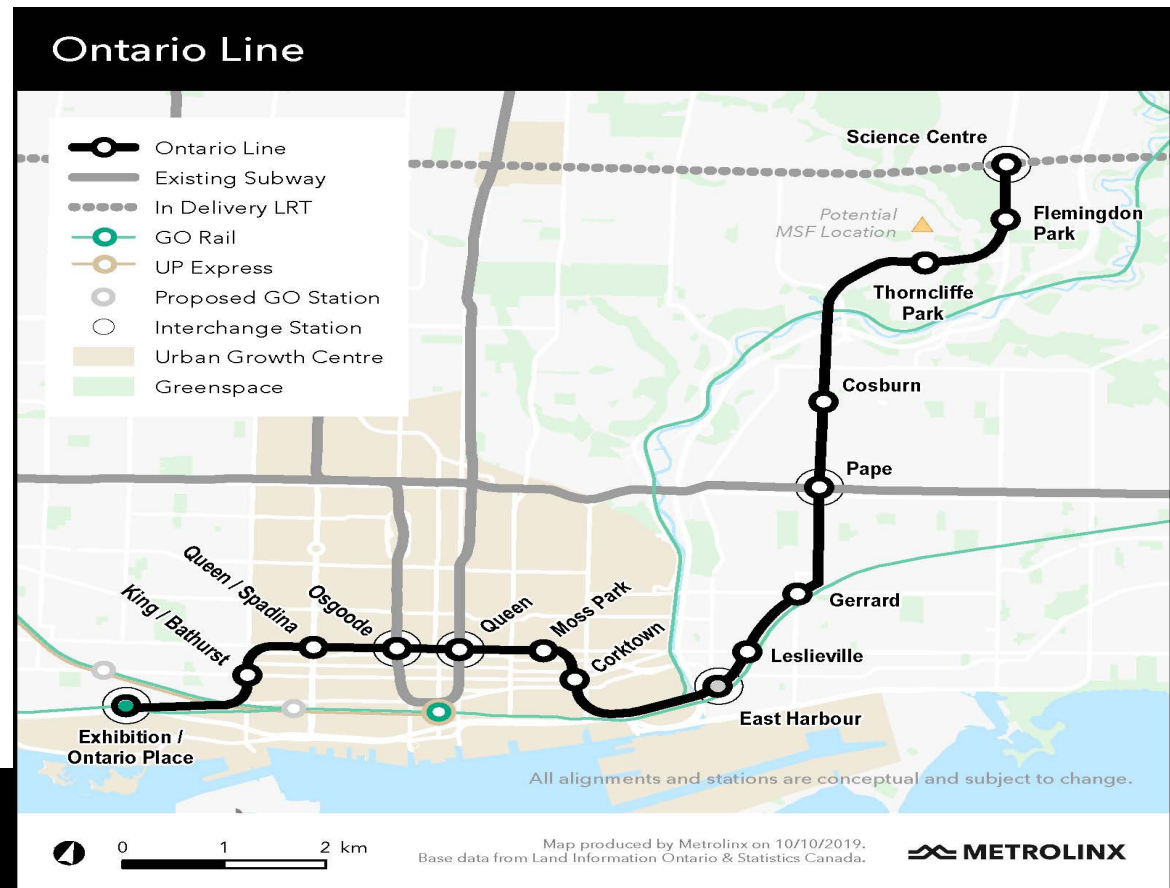 Ontario Line
Ontario Line
Existing Subway
In Delivery LRT
GO Rail
UP Express
Proposed GO Station
Interchange Station
Urban Growth Centre
Greenspace
Science Centre
Potential
MSF Location
Flemingdon
Park
Thorncliffe
Park
Cosburn
Pape
Gerrard
Leslieville
East Harbour
Corktown
Moss Park
Queen
Osgoode
Queen / Spadina
King / Bathurst
Exhibition /
Ontario Place
All alignments and stations are conceptual and subject to change.
0 1 2 km
Map produced by Metrolinx on 10/10/2019.
Base data from Land Information Ontario & Statistics Canada.
METROLINX